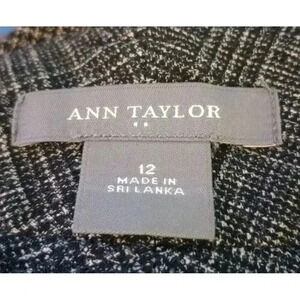 ANN TAYLOR
12
MADE IN
SRI LANKA